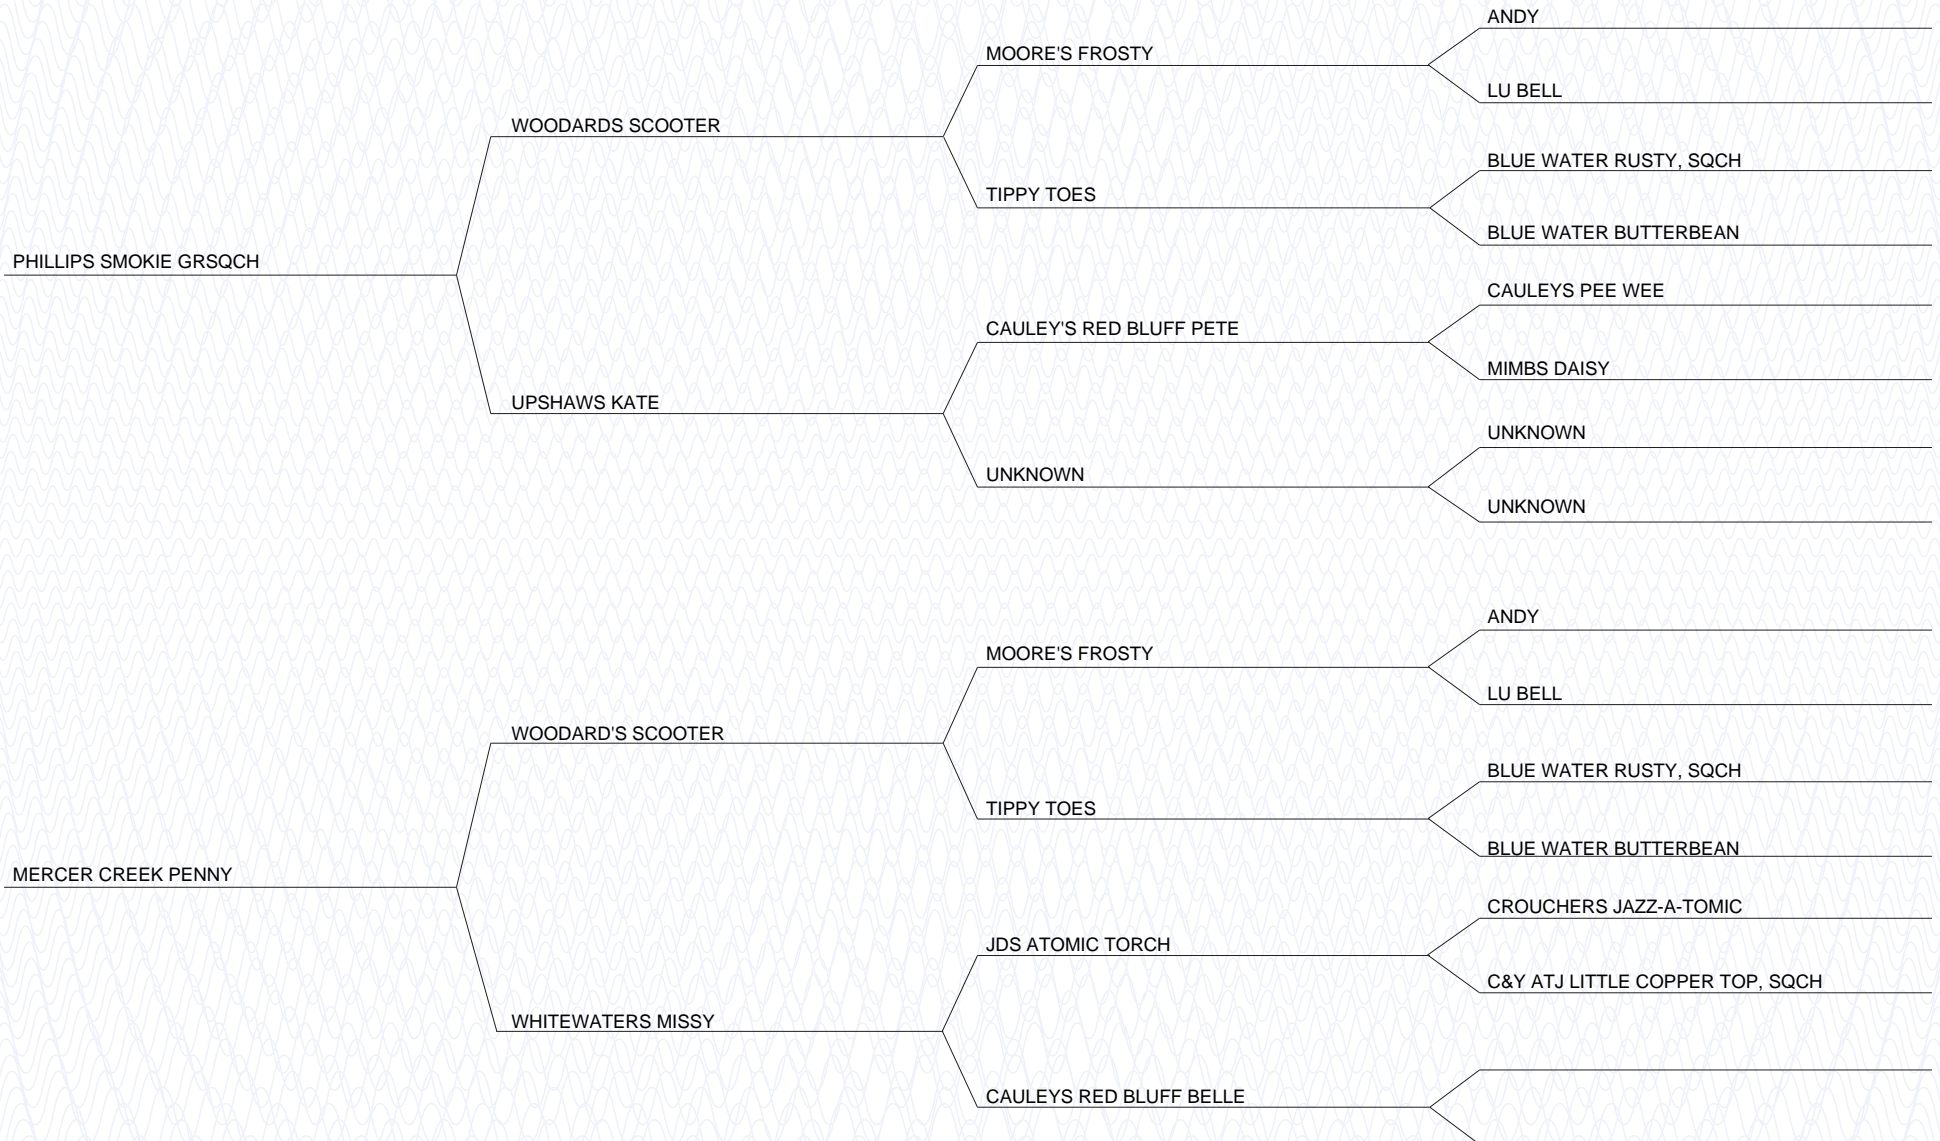 ANDY
MOORE'S FROSTY
LU BELL
WOODARDS SCOOTER
BLUE WATER RUSTY, SQCH
TIPPY TOES
BLUE WATER BUTTERBEAN
PHILLIPS SMOKIE GRSQCH
CAULEYS PEE WEE
CAULEY'S RED BLUFF PETE
MIMBS DAISY
UPSHAWS KATE
UNKNOWN
UNKNOWN
UNKNOWN
ANDY
MOORE'S FROSTY
LU BELL
WOODARD'S SCOOTER
BLUE WATER RUSTY, SQCH
TIPPY TOES
BLUE WATER BUTTERBEAN
MERCER CREEK PENNY
CROUCHERS JAZZ-A-TOMIC
JDS ATOMIC TORCH
C&Y ATJ LITTLE COPPER TOP, SQCH
WHITEWATERS MISSY
CAULEYS RED BLUFF BELLE